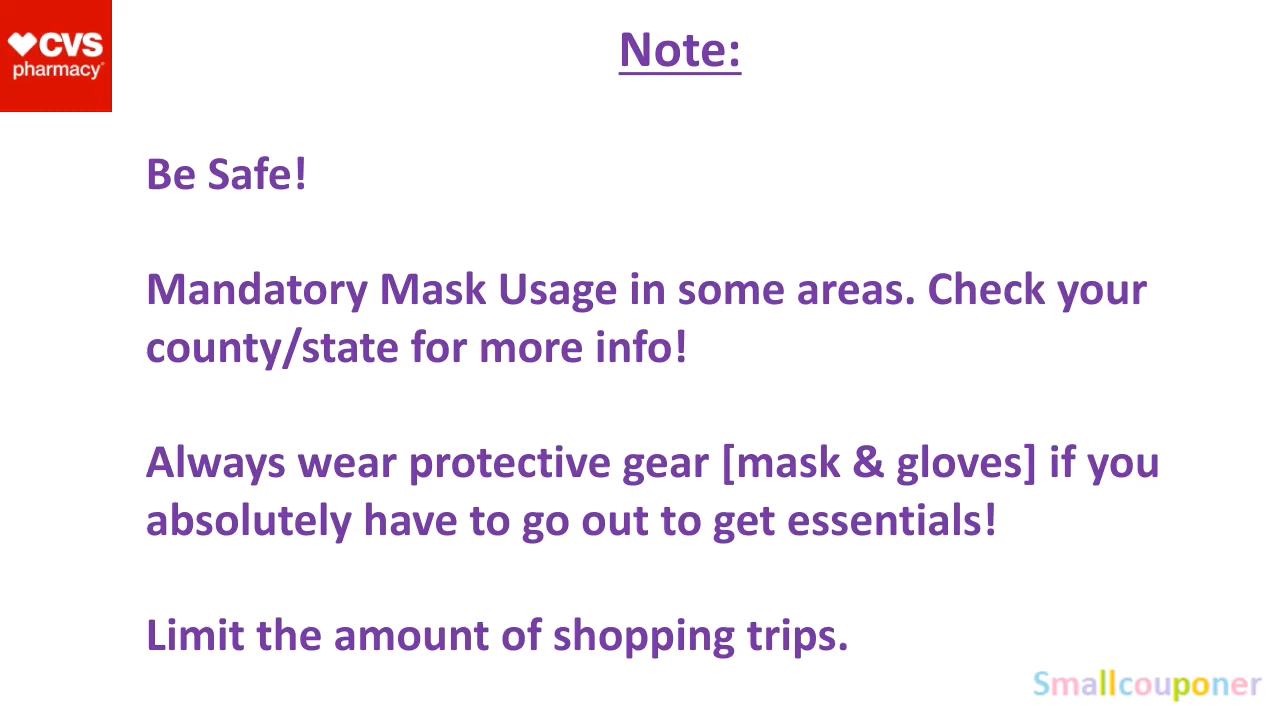 CVS
pharmacy
Note:
Be Safe!
Mandatory Mask Usage in some areas. Check your
county/state for more info!
Always wear protective gear [mask & gloves] if you
absolutely have to go out to get essentials!
Limit the amount of shopping trips.
Smallcouponer